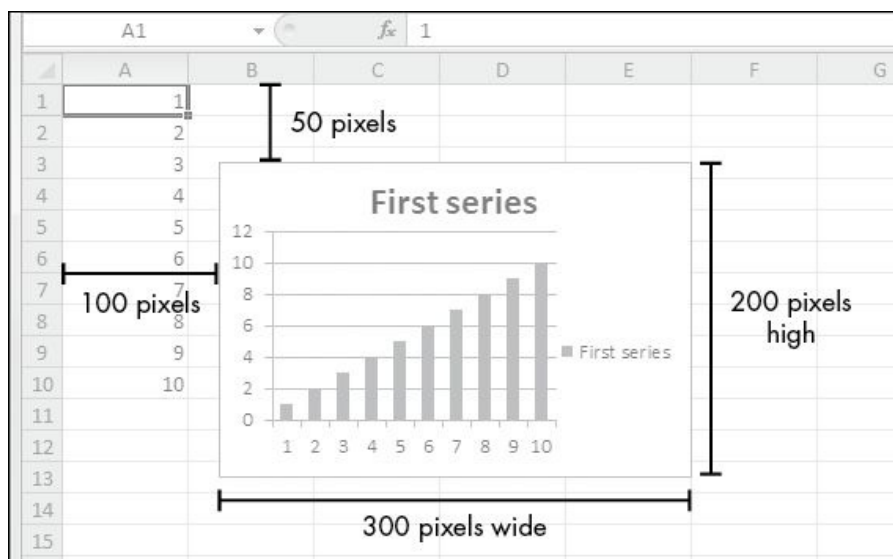 A1 fx 1
A B C D E F G
1 1
2 2
50 pixels
3 3
4 4
First series
5 5
12
6 6
10
7 7
100 pixels
8
8 8
6
200 pixels
high
9 9
4
First series
10 10
2
11
0
1 2 3 4 5 6 7 8 9 10
12
13
14
300 pixels wide
15